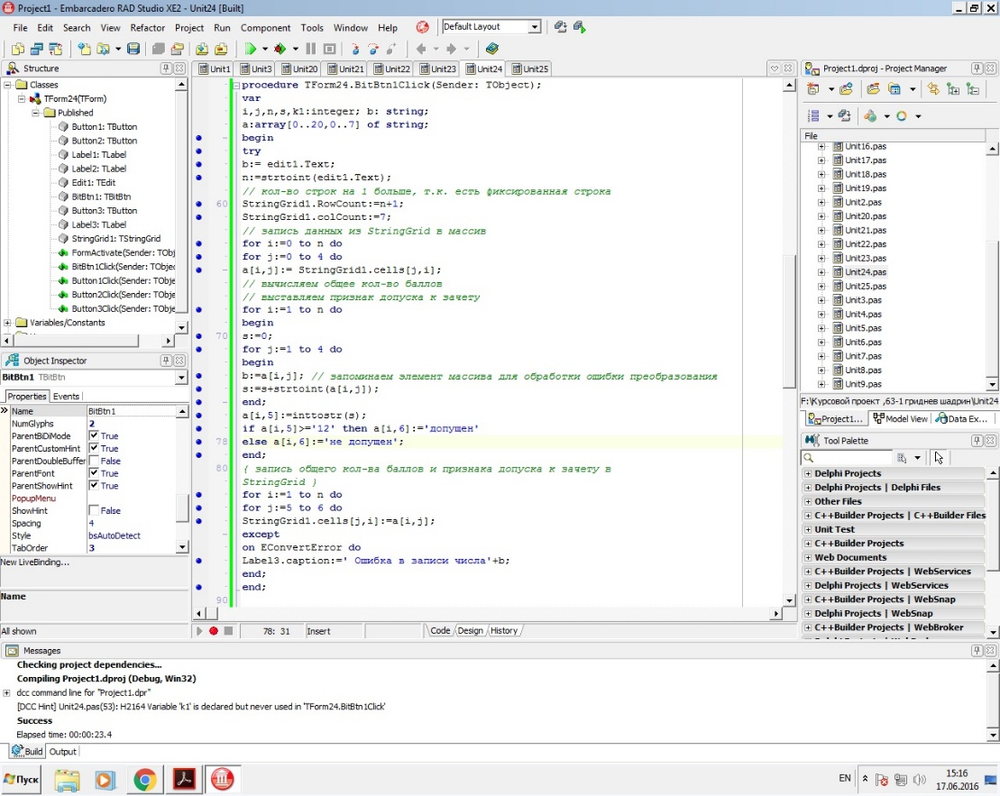 Project1 - Embarcadero RAD Studio XE2 - Unit24 [Built]
File Edit Search View Refactor Project Run Component Tools Window Help
Default Layout
Structure
Classes
TForm24(TForm)
Published
Button1: TButton
Button2: TButton
Label1: TLabel
Label2: TLabel
Edit1: TEdit
BitBtn1: TBitBtn
Button3: TButton
Label3: TLabel
StringGrid1: TStringGrid
FormActivate(Sender: TObj
BitBtn1Click(Sender: TObjec
Button1Click(Sender: TObje
Button2Click(Sender: TObje
Button3Click(Sender: TObje
Variables/Constants
Object Inspector
BitBtn1 TBitBtn
Properties Events
Name BitBtn1
NumGlyphs 2
ParentBiDiMode True
ParentCustomHint True
ParentDoubleBuffer False
ParentFont True
ParentShowHint True
PopupMenu
ShowHint False
Spacing 4
Style bsAutoDetect
TabOrder 3
New LiveBinding...
Name
All shown
Unit1 Unit3 Unit20 Unit21 Unit22 Unit23 Unit24 Unit25
procedure TForm24.BitBtn1Click(Sender: TObject);
var
i,j,n,s,k1:integer; b: string;
a:array[0..20,0..7] of string;
begin
try
b:= edit1.Text;
n:=strtoint(edit1.Text);
// кол-во строк на 1 больше, т.к. есть фиксированная строка
60 StringGrid1.RowCount:=n+1;
StringGrid1.colCount:=7;
// запись данных из StringGrid в массив
for i:=0 to n do
for j:=0 to 4 do
a[i,j]:= StringGrid1.cells[j,i];
// вычисляем общее кол-во баллов
// выставляем признак допуска к зачету
for i:=1 to n do
begin
70 s:=0;
for j:=1 to 4 do
begin
b:=a[i,j]; // запоминаем элемент массива для обработки ошибки преобразования
s:=s+strtoint(a[i,j]);
end;
a[i,5]:=inttostr(s);
if a[i,5]>='12' then a[i,6]:='допущен'
78 else a[i,6]:='не допущен';
end;
80 { запись общего кол-ва баллов и признака допуска к зачету в
StringGrid }
for i:=1 to n do
for j:=5 to 6 do
StringGrid1.cells[j,i]:=a[i,j];
except
on EConvertError do
Label3.caption:=' Ошибка в записи числа'+b;
end;
end;
90
78: 31 Insert Code Design History
Project1.dproj - Project Manager
File
Unit16.pas
Unit17.pas
Unit18.pas
Unit19.pas
Unit2.pas
Unit20.pas
Unit21.pas
Unit22.pas
Unit23.pas
Unit24.pas
Unit25.pas
Unit3.pas
Unit4.pas
Unit5.pas
Unit6.pas
Unit7.pas
Unit8.pas
Unit9.pas
F:\Курсовой проект ,63-1 гриднев шадрин\Unit24
Project1... Model View Data Ex...
Tool Palette
Delphi Projects
Delphi Projects | Delphi Files
Other Files
C++Builder Projects | C++Builder Files
Unit Test
C++Builder Projects
Web Documents
C++Builder Projects | WebServices
Delphi Projects | WebServices
C++Builder Projects | WebSnap
Delphi Projects | WebSnap
C++Builder Projects | WebBroker
Messages
Checking project dependencies...
Compiling Project1.dproj (Debug, Win32)
dcc command line for "Project1.dpr"
[DCC Hint] Unit24.pas(53): H2164 Variable 'k1' is declared but never used in 'TForm24.BitBtn1Click'
Success
Elapsed time: 00:00:23.4
Build Output
Пуск
EN
15:16
17.06.2016